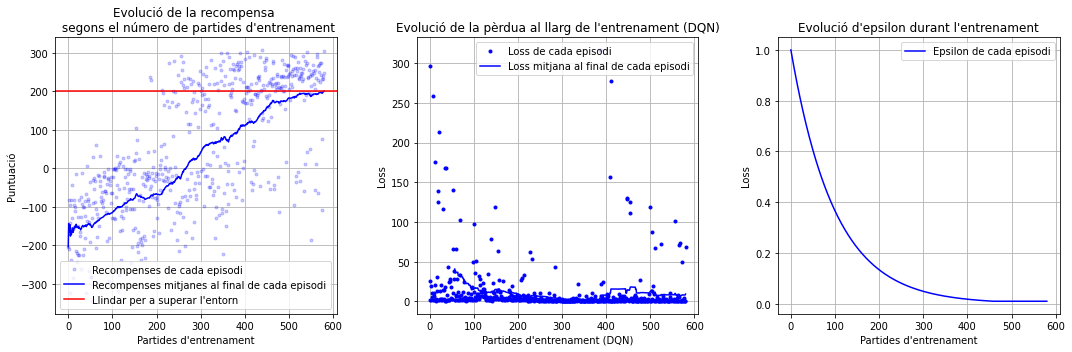 Evolució de la recompensa
segons el número de partides d'entrenament
Puntuació
300
200
100
0
−100
−200
−300
Recompenses de cada episodi
Recompenses mitjanes al final de cada episodi
Llindar per a superar l'entorn
0 100 200 300 400 500 600
Partides d'entrenament
Evolució de la pèrdua al llarg de l'entrenament (DQN)
Loss de cada episodi
Loss mitjana al final de cada episodi
Loss
300
250
200
150
100
50
0
0 100 200 300 400 500 600
Partides d'entrenament (DQN)
Evolució d'epsilon durant l'entrenament
Epsilon de cada episodi
Loss
1.0
0.8
0.6
0.4
0.2
0.0
0 100 200 300 400 500 600
Partides d'entrenament